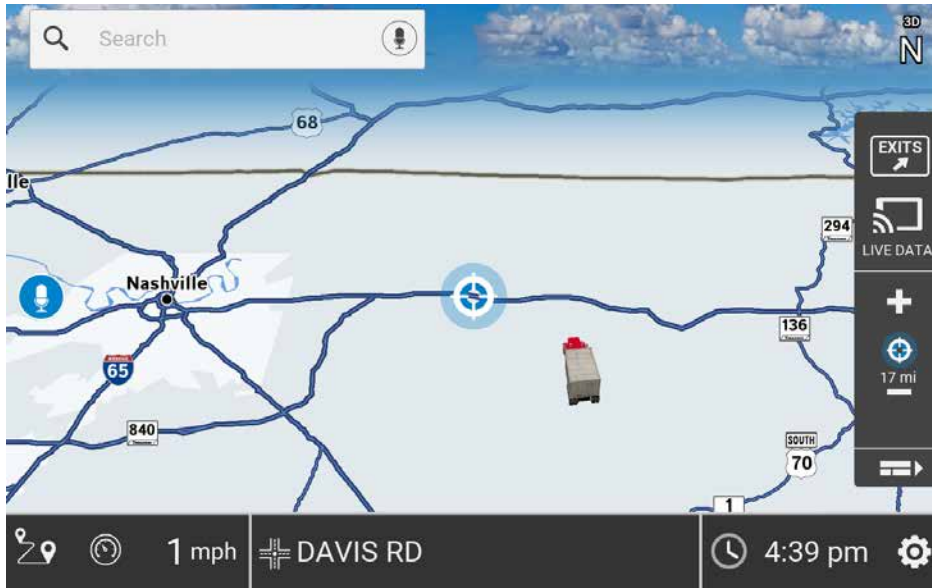 Search
3D
N
68
EXITS
lle
294
LIVE DATA
Nashville
136
65
17 mi
840
SOUTH
70
1
1 mph
DAVIS RD
4:39 pm